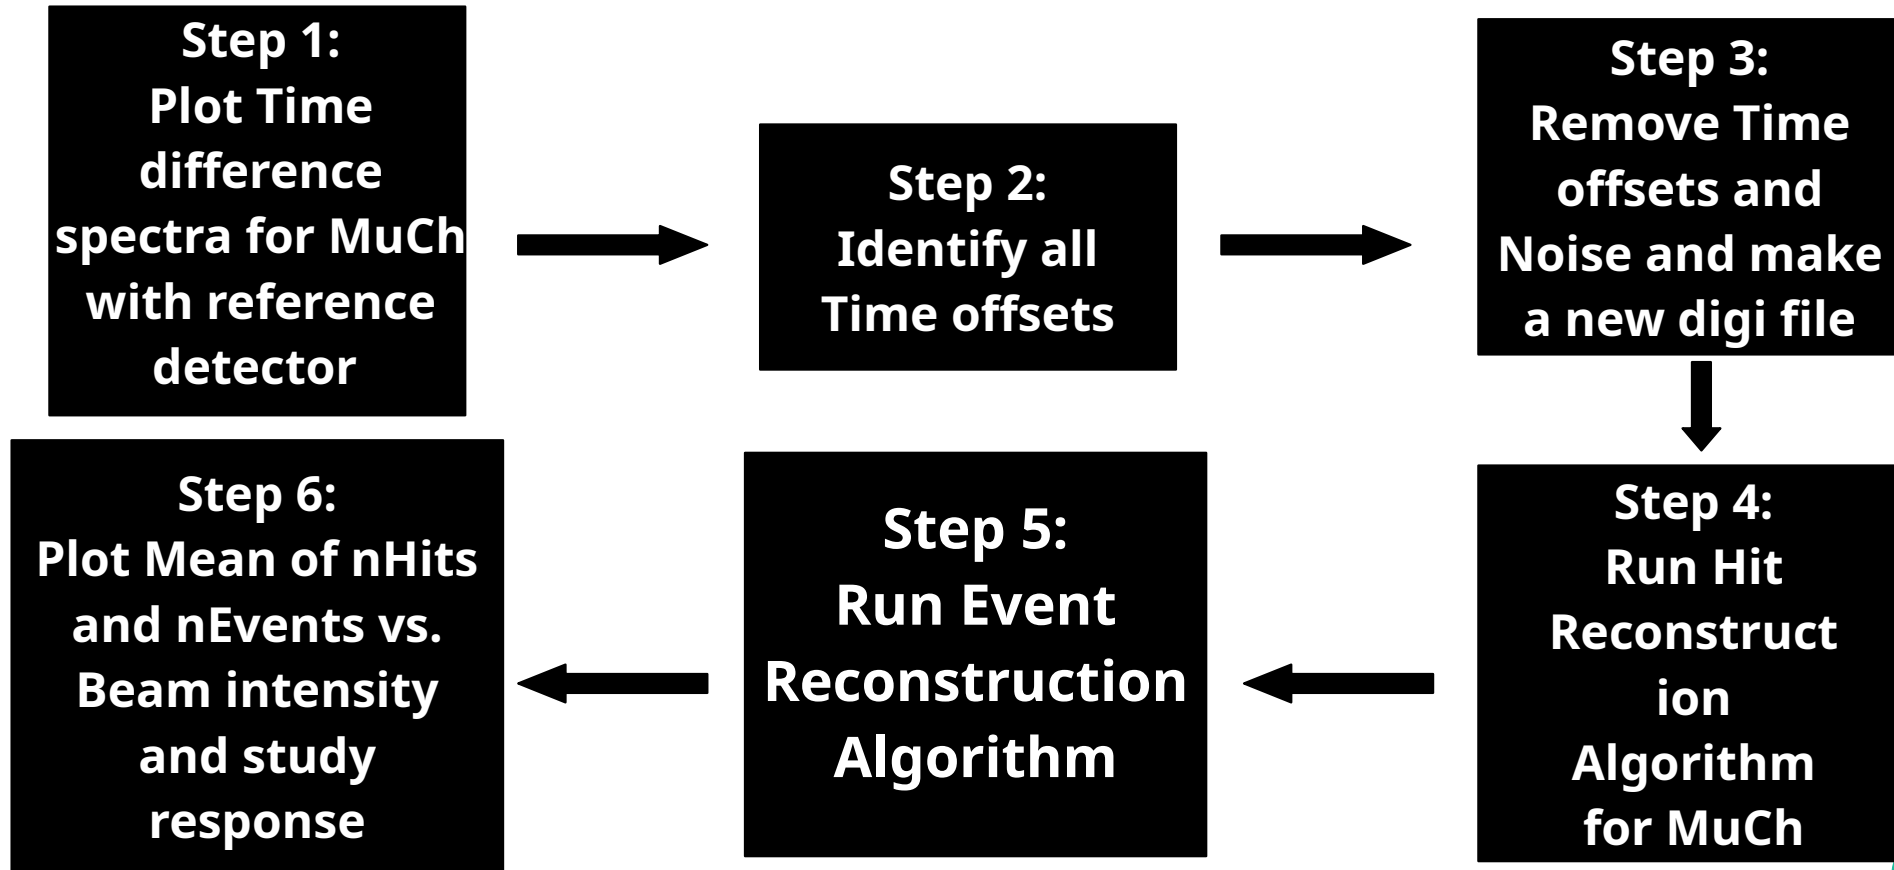 Step 1:
Plot Time
difference
spectra for MuCh
with reference
detector
Step 2:
Identify all
Time offsets
Step 3:
Remove Time
offsets and
Noise and make
a new digi file
Step 4:
Run Hit
Reconstruct
ion
Algorithm
for MuCh
Step 5:
Run Event
Reconstruction
Algorithm
Step 6:
Plot Mean of nHits
and nEvents vs.
Beam intensity
and study
response